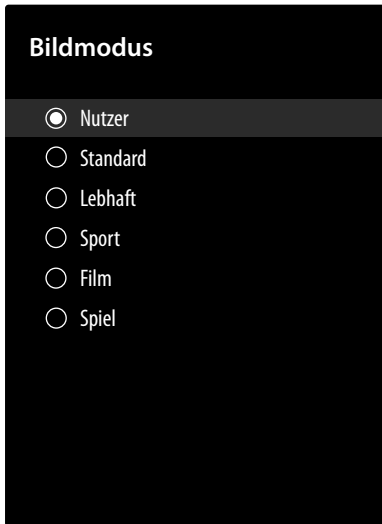 Bildmodus
Nutzer
Standard
Lebhaft
Sport
Film
Spiel